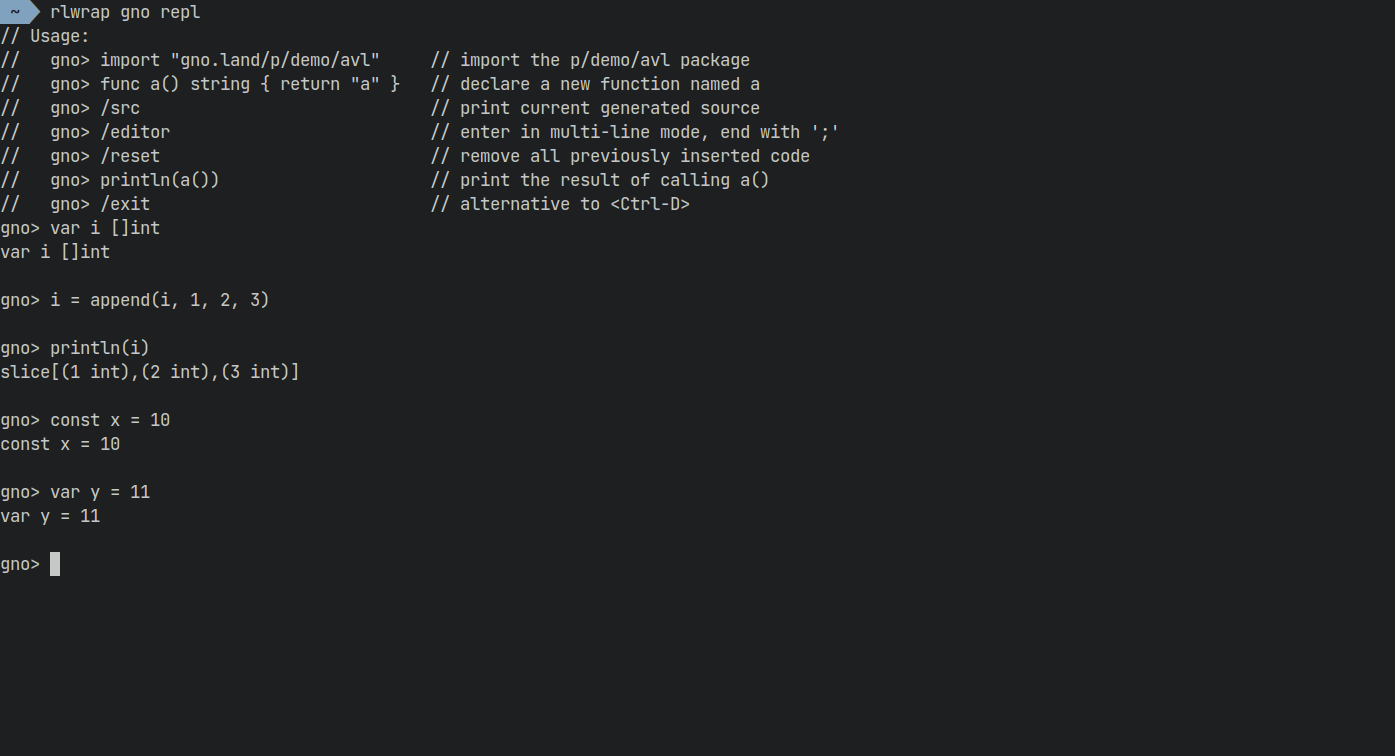 ~ rlwrap gno repl
// Usage:
//   gno> import "gno.land/p/demo/avl"     // import the p/demo/avl package
//   gno> func a() string { return "a" }   // declare a new function named a
//   gno> /src                             // print current generated source
//   gno> /editor                          // enter in multi-line mode, end with ';'
//   gno> /reset                           // remove all previously inserted code
//   gno> println(a())                     // print the result of calling a()
//   gno> /exit                            // alternative to <Ctrl-D>
gno> var i []int
var i []int
gno> i = append(i, 1, 2, 3)
gno> println(i)
slice[(1 int),(2 int),(3 int)]
gno> const x = 10
const x = 10
gno> var y = 11
var y = 11
gno>